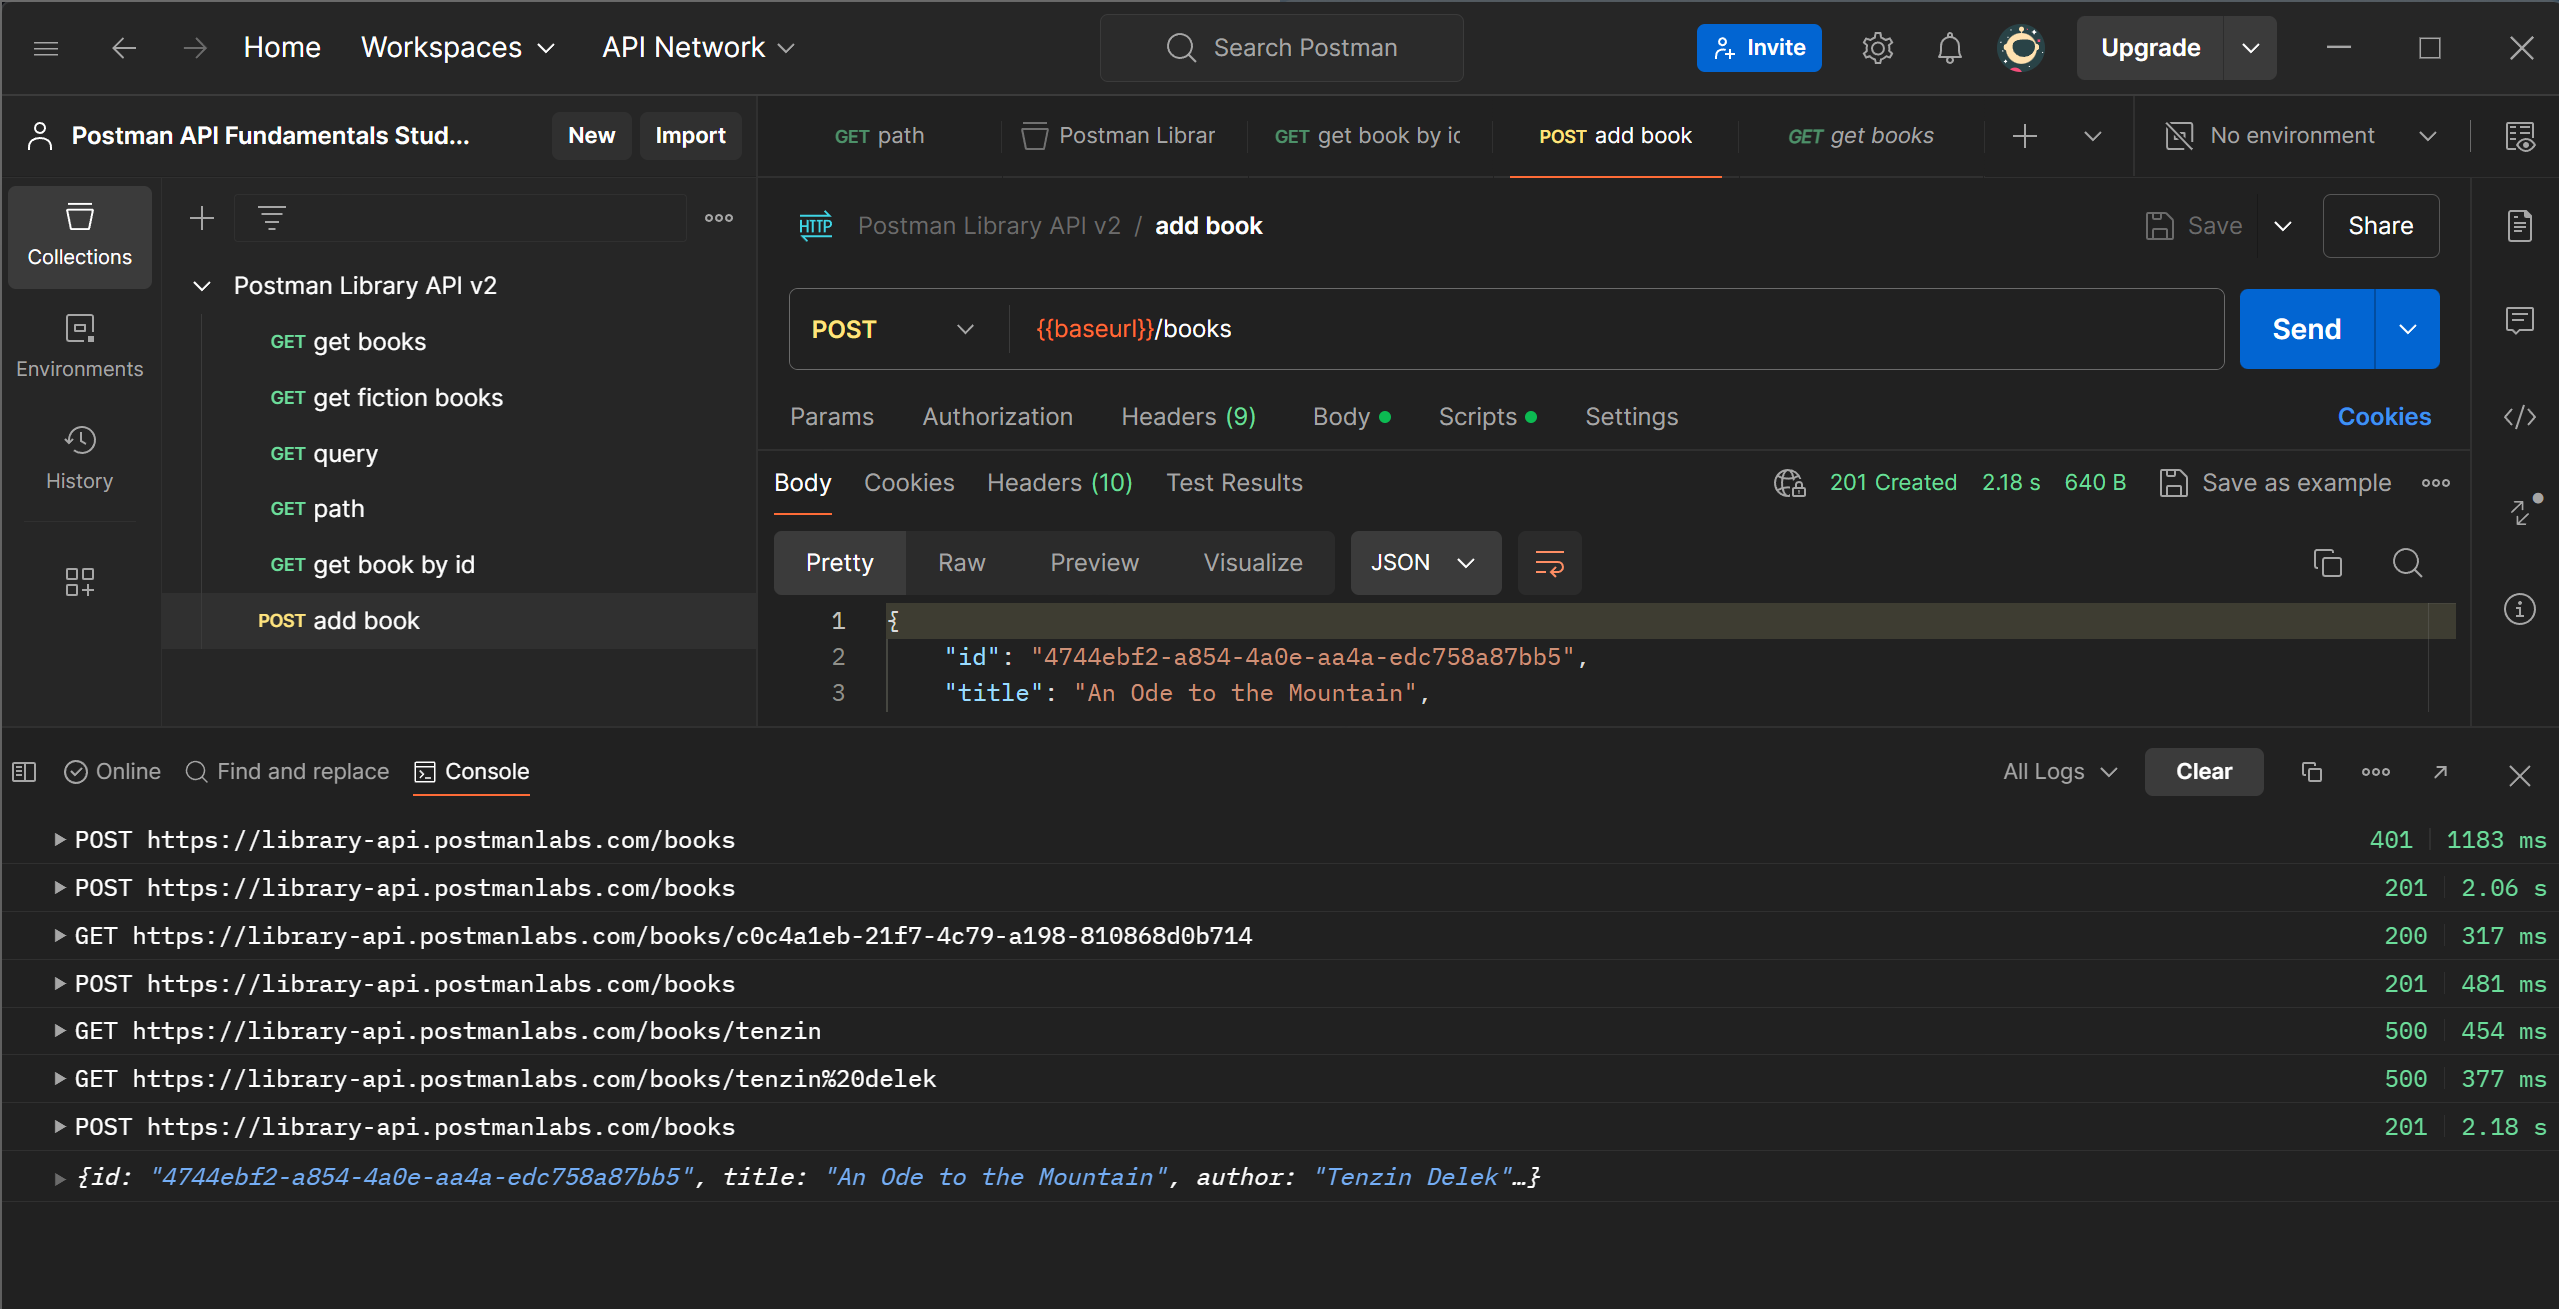 Home Workspaces API Network Search Postman Invite Upgrade
Postman API Fundamentals Stud... New Import
GET path Postman Librar GET get book by ic POST add book GET get books No environment
Collections
Environments
History
Postman Library API v2
GET get books
GET get fiction books
GET query
GET path
GET get book by id
POST add book
HTTP Postman Library API v2 / add book Save Share
POST {{baseurl}}/books Send
Params Authorization Headers (9) Body Scripts Settings Cookies
Body Cookies Headers (10) Test Results 201 Created 2.18 s 640 B Save as example
Pretty Raw Preview Visualize JSON
1 {
2 "id": "4744ebf2-a854-4a0e-aa4a-edc758a87bb5",
3 "title": "An Ode to the Mountain",
Online Find and replace Console All Logs Clear
POST https://library-api.postmanlabs.com/books 401 1183 ms
POST https://library-api.postmanlabs.com/books 201 2.06 s
GET https://library-api.postmanlabs.com/books/c0c4a1eb-21f7-4c79-a198-810868d0b714 200 317 ms
POST https://library-api.postmanlabs.com/books 201 481 ms
GET https://library-api.postmanlabs.com/books/tenzin 500 454 ms
GET https://library-api.postmanlabs.com/books/tenzin%20delek 500 377 ms
POST https://library-api.postmanlabs.com/books 201 2.18 s
{id: "4744ebf2-a854-4a0e-aa4a-edc758a87bb5", title: "An Ode to the Mountain", author: "Tenzin Delek"…}